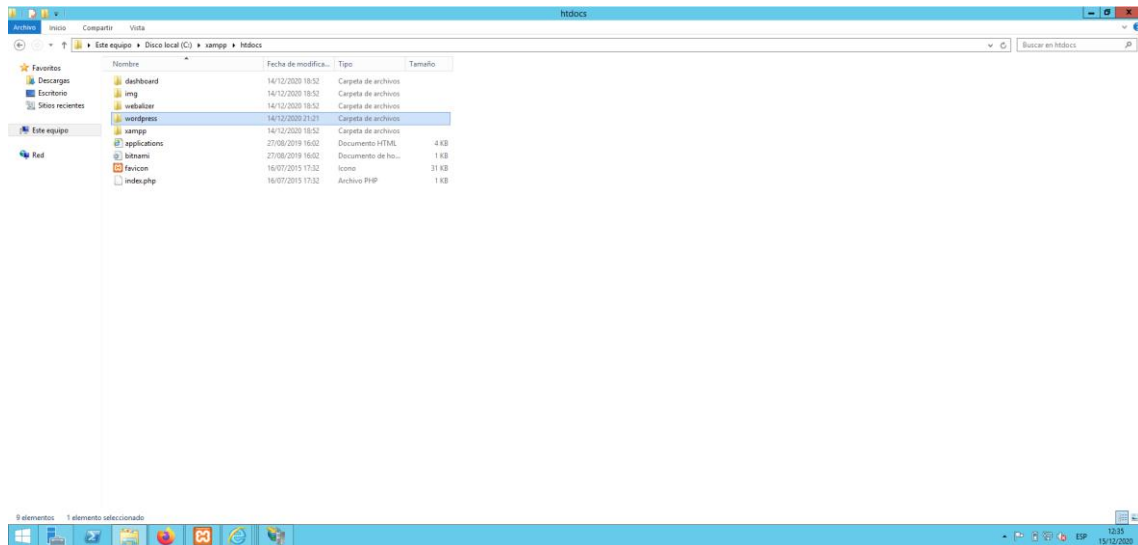 htdocs
Archivo Inicio Compartir Vista
Este equipo Disco local (C:) xampp htdocs Buscar en htdocs
Favoritos
Descargas
Escritorio
Sitios recientes
Este equipo
Red
Nombre Fecha de modifica... Tipo Tamaño
dashboard 14/12/2020 18:52 Carpeta de archivos
img 14/12/2020 18:52 Carpeta de archivos
webalizer 14/12/2020 18:52 Carpeta de archivos
wordpress 14/12/2020 21:21 Carpeta de archivos
xampp 14/12/2020 18:52 Carpeta de archivos
applications 27/08/2019 16:02 Documento HTML 4 KB
bitnami 27/08/2019 16:02 Documento de ho... 1 KB
favicon 16/07/2015 17:32 Icono 31 KB
index.php 16/07/2015 17:32 Archivo PHP 1 KB
9 elementos 1 elemento seleccionado
ESP
12:35
15/12/2020